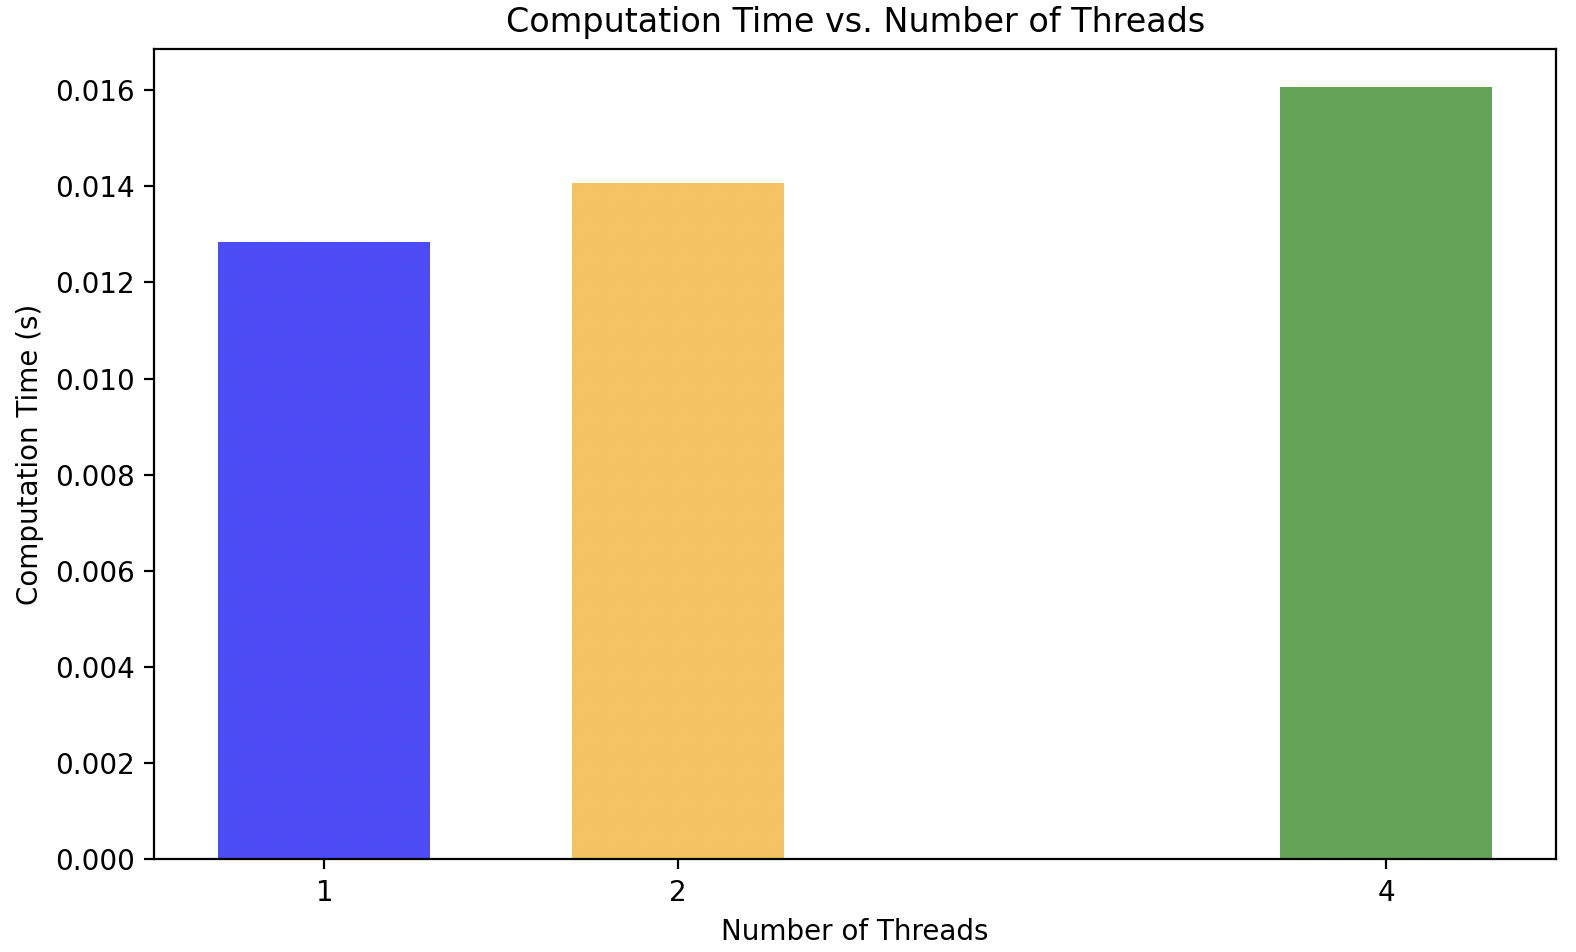 Computation Time vs. Number of Threads
Computation Time (s)
0.016
0.014
0.012
0.010
0.008
0.006
0.004
0.002
0.000
1 2 4
Number of Threads